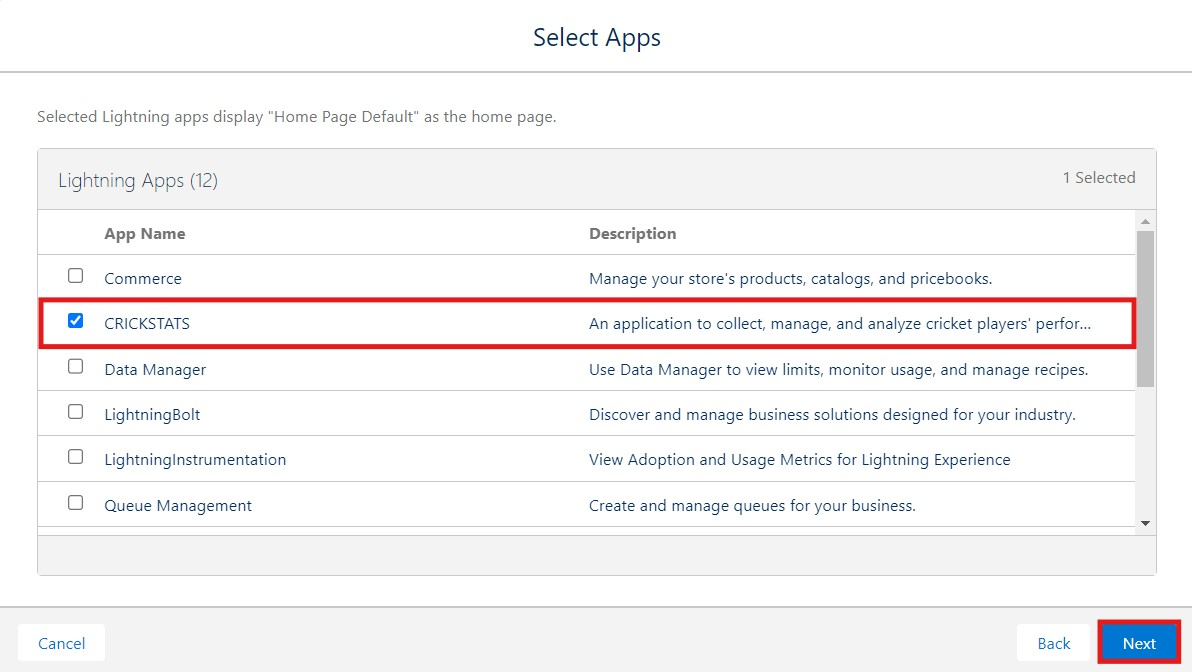 Select Apps
Selected Lightning apps display "Home Page Default" as the home page.
Lightning Apps (12)
1 Selected
App Name Description
Commerce Manage your store's products, catalogs, and pricebooks.
CRICKSTATS An application to collect, manage, and analyze cricket players' perfor...
Data Manager Use Data Manager to view limits, monitor usage, and manage recipes.
LightningBolt Discover and manage business solutions designed for your industry.
LightningInstrumentation View Adoption and Usage Metrics for Lightning Experience
Queue Management Create and manage queues for your business.
Cancel Back Next